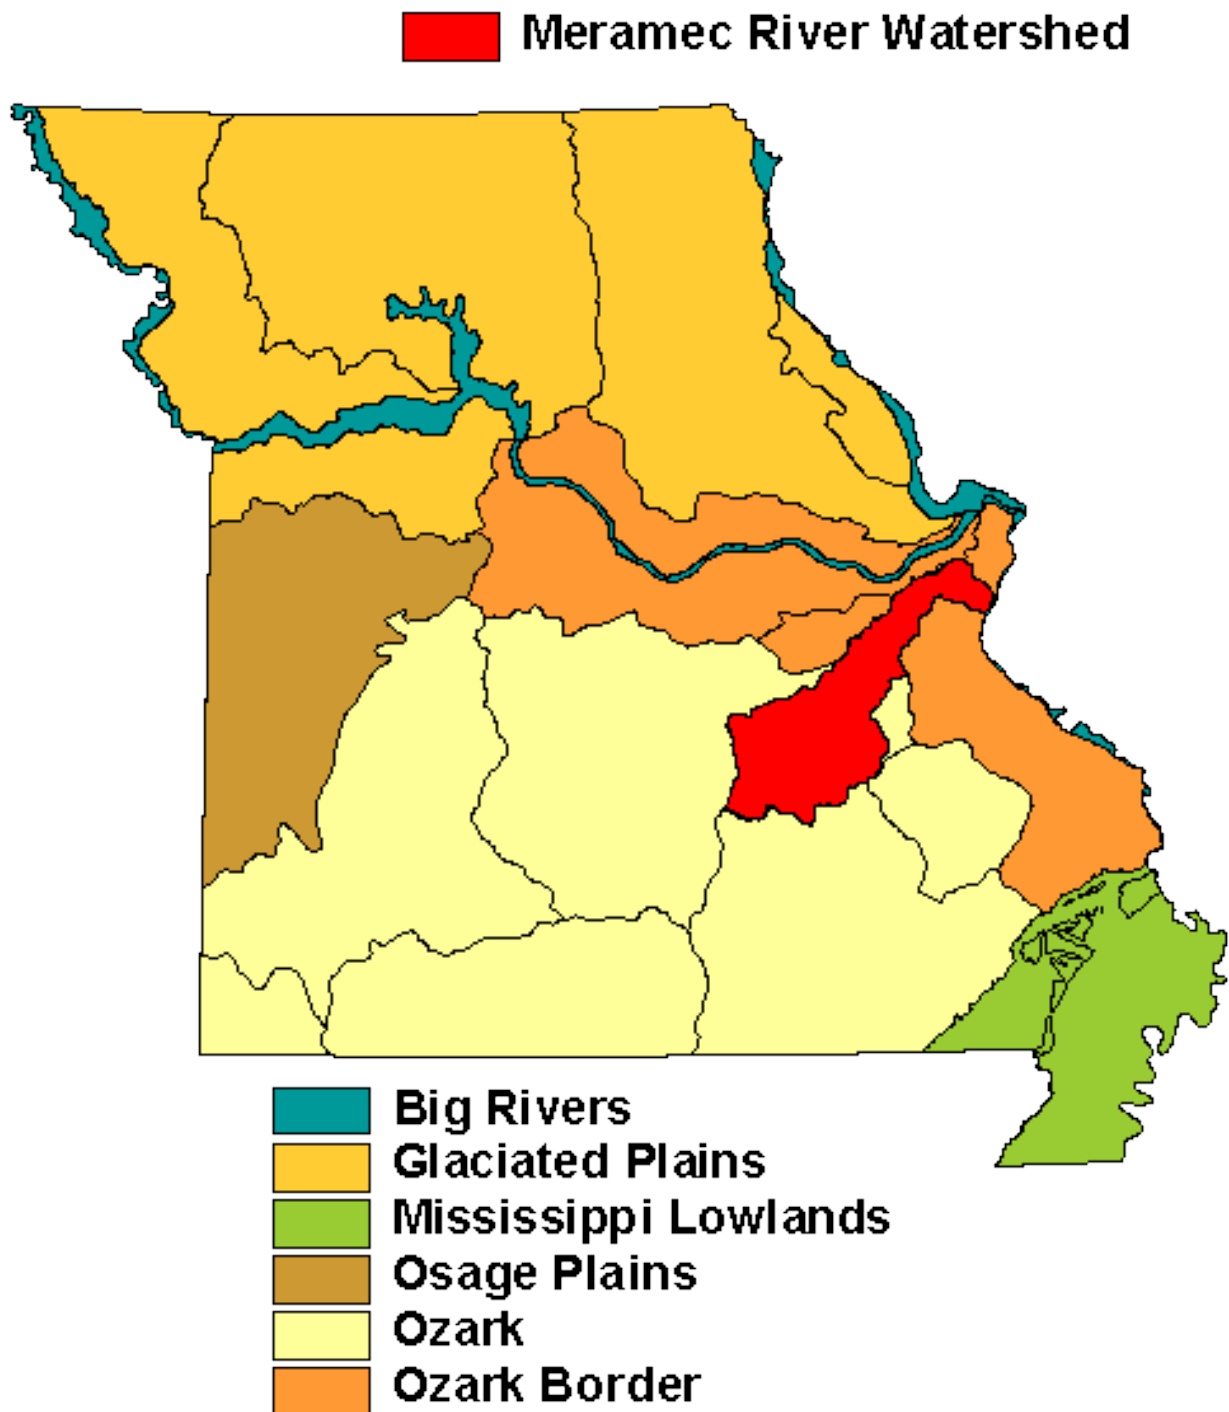 Meramec River Watershed
Big Rivers
Glaciated Plains
Mississippi Lowlands
Osage Plains
Ozark
Ozark Border